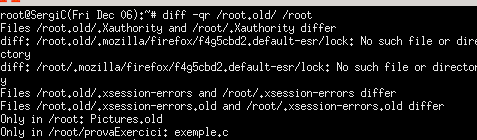 root@SergiC(Fri Dec 06):~# diff -qr /root.old/ /root
Files /root.old/.Xauthority and /root/.Xauthority differ
diff: /root.old/.mozilla/firefox/f4g5cbd2.default-esr/lock: No such file or dire
ctory
diff: /root/.mozilla/firefox/f4g5cbd2.default-esr/lock: No such file or director
y
Files /root.old/.xsession-errors and /root/.xsession-errors differ
Files /root.old/.xsession-errors.old and /root/.xsession-errors.old differ
Only in /root: Pictures.old
Only in /root/provaExercici: exemple.c